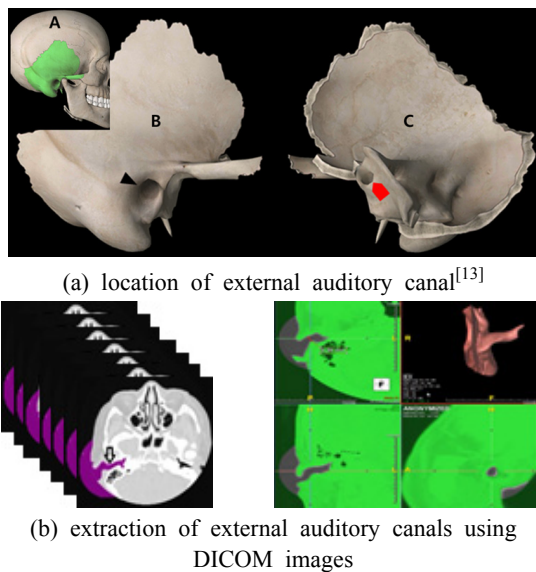 A
B
C
(a) location of external auditory canal[13]
(b) extraction of external auditory canals using
DICOM images